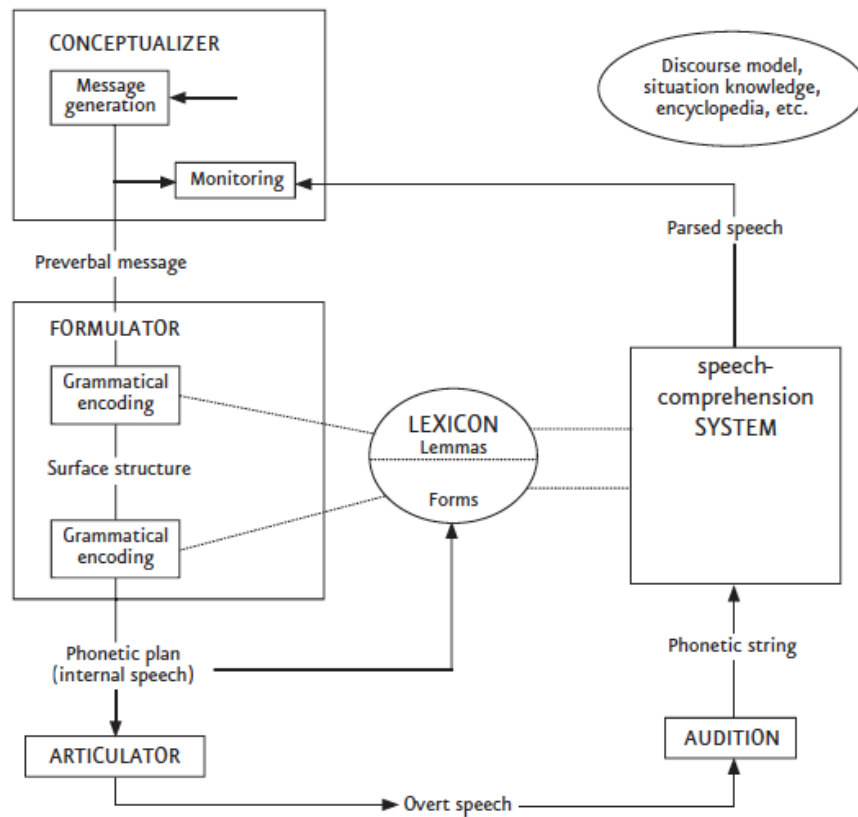 CONCEPTUALIZER
Message
generation
Monitoring
Discourse model,
situation knowledge,
encyclopedia, etc.
Parsed speech
Preverbal message
FORMULATOR
Grammatical
encoding
Surface structure
Grammatical
encoding
LEXICON
Lemmas
Forms
speech-
comprehension
SYSTEM
Phonetic plan
(internal speech)
Phonetic string
ARTICULATOR
AUDITION
Overt speech